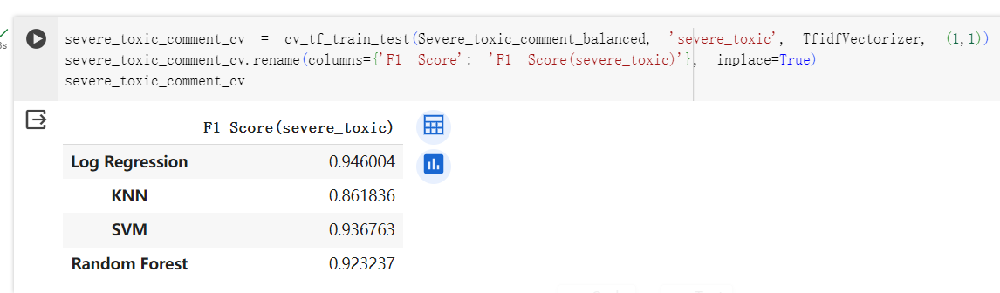 severe_toxic_comment_cv = cv_tf_train_test(Severe_toxic_comment_balanced, 'severe_toxic', TfidfVectorizer, (1,1))
severe_toxic_comment_cv.rename(columns={'F1 Score': 'F1 Score(severe_toxic)'}, inplace=True)
severe_toxic_comment_cv
F1 Score(severe_toxic)
Log Regression 0.946004
KNN 0.861836
SVM 0.936763
Random Forest 0.923237